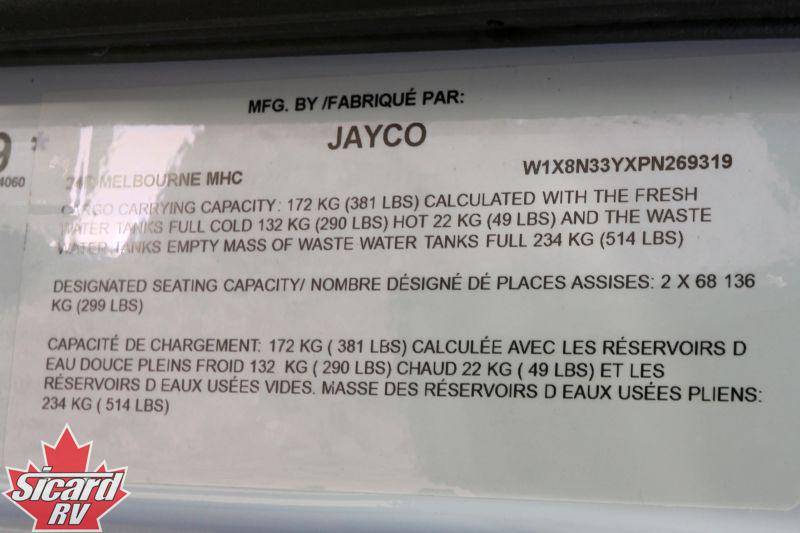 MFG. BY /FABRIQUÉ PAR:
JAYCO
9 *
4060
MELBOURNE MHC
W1X8N33YXPN269319
CARGO CARRYING CAPACITY: 172 KG (381 LBS) CALCULATED WITH THE FRESH
WATER TANKS FULL COLD 132 KG (290 LBS) HOT 22 KG (49 LBS) AND THE WASTE
WATER TANKS EMPTY MASS OF WASTE WATER TANKS FULL 234 KG (514 LBS)
DESIGNATED SEATING CAPACITY/ NOMBRE DÉSIGNÉ DÉ PLACES ASSISES: 2 X 68 136
KG (299 LBS)
CAPACITÉ DE CHARGEMENT: 172 KG ( 381 LBS) CALCULÉE AVEC LES RÉSERVOIRS D
EAU DOUCE PLEINS FROID 132 KG ( 290 LBS) CHAUD 22 KG ( 49 LBS) ET LES
RÉSERVOIRS D EAUX USÉES VIDES. MASSE DES RÉSERVOIRS D EAUX USÉES PLIENS:
234 KG ( 514 LBS)
Sicard
RV